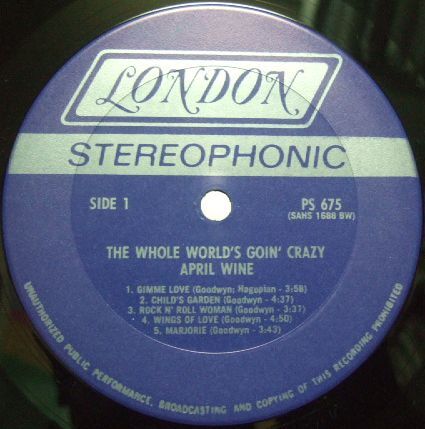 LONDON
STEREOPHONIC
SIDE 1
PS 675
(SAHS 1688 BW)
THE WHOLE WORLD'S GOIN' CRAZY
APRIL WINE
1. GIMME LOVE (Goodwyn; Nagopian - 3:58)
2. CHILD'S GARDEN (Goodwyn - 4:37)
3. ROCK N' ROLL WOMAN (Goodwyn - 3:37)
4. WINGS OF LOVE (Goodwyn - 4:50)
5. MARJORIE (Goodwyn - 3:43)
UNAUTHORIZED PUBLIC PERFORMANCE, BROADCASTING AND COPYING OF THIS RECORDING PROHIBITED